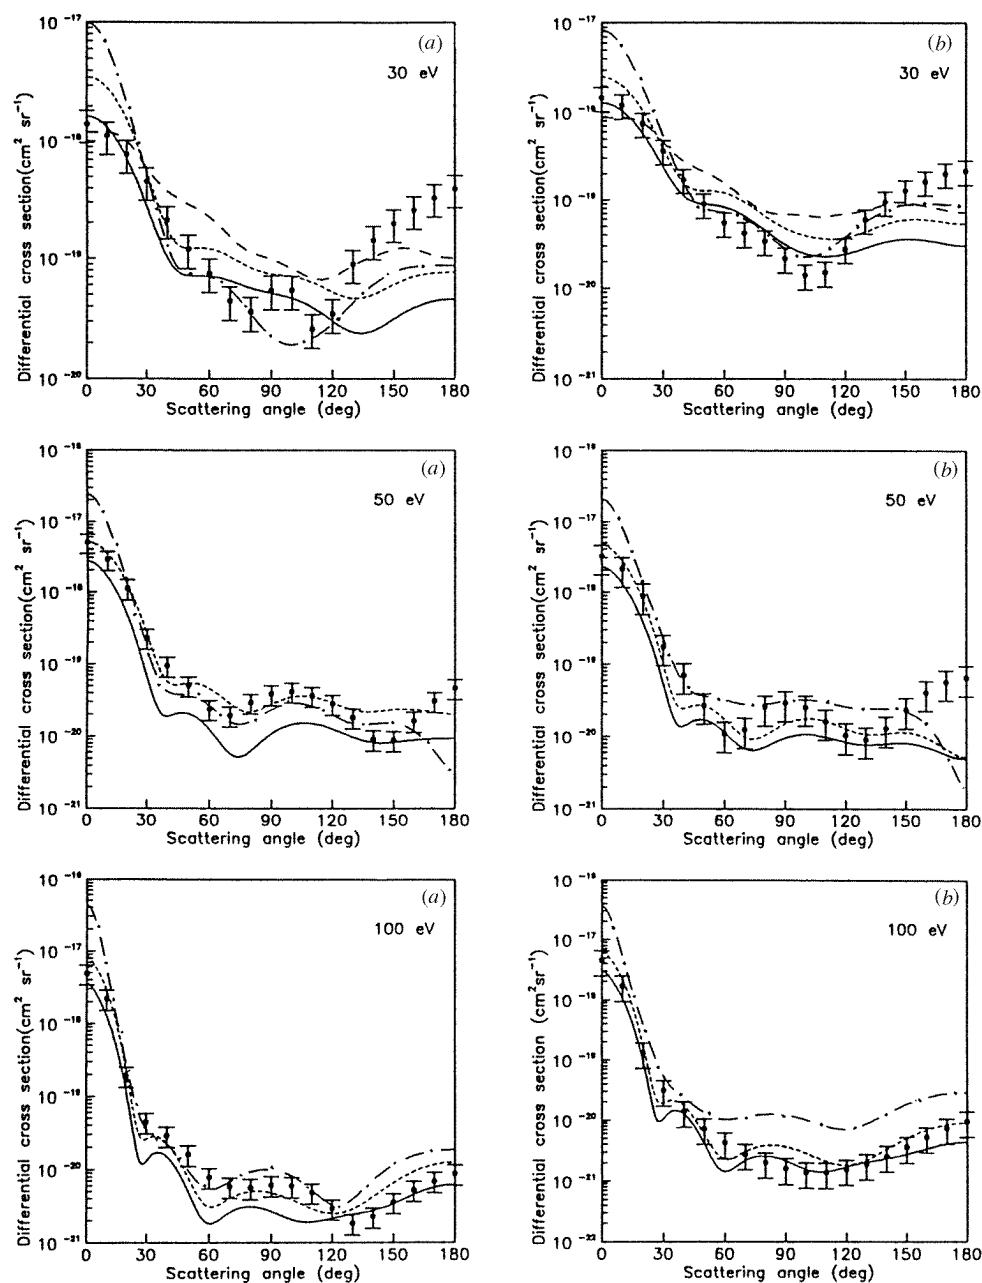 10⁻¹⁷
10⁻¹⁸
10⁻¹⁹
10⁻²⁰
Differential cross section(cm² sr⁻¹)
(a)
30 eV
0 30 60 90 120 150 180
Scattering angle (deg)
10⁻¹⁷
10⁻¹⁸
10⁻¹⁹
10⁻²⁰
10⁻²¹
Differential cross section(cm² sr⁻¹)
(b)
30 eV
0 30 60 90 120 150 180
Scattering angle (deg)
10⁻¹⁶
10⁻¹⁷
10⁻¹⁸
10⁻¹⁹
10⁻²⁰
10⁻²¹
Differential cross section(cm² sr⁻¹)
(a)
50 eV
0 30 60 90 120 150 180
Scattering angle (deg)
10⁻¹⁶
10⁻¹⁷
10⁻¹⁸
10⁻¹⁹
10⁻²⁰
10⁻²¹
Differential cross section(cm² sr⁻¹)
(b)
50 eV
0 30 60 90 120 150 180
Scattering angle (deg)
10⁻¹⁶
10⁻¹⁷
10⁻¹⁸
10⁻¹⁹
10⁻²⁰
10⁻²¹
Differential cross section(cm² sr⁻¹)
(a)
100 eV
0 30 60 90 120 150 180
Scattering angle (deg)
10⁻¹⁶
10⁻¹⁷
10⁻¹⁸
10⁻¹⁹
10⁻²⁰
10⁻²¹
10⁻²²
Differential cross section (cm² sr⁻¹)
(b)
100 eV
0 30 60 90 120 150 180
Scattering angle (deg)